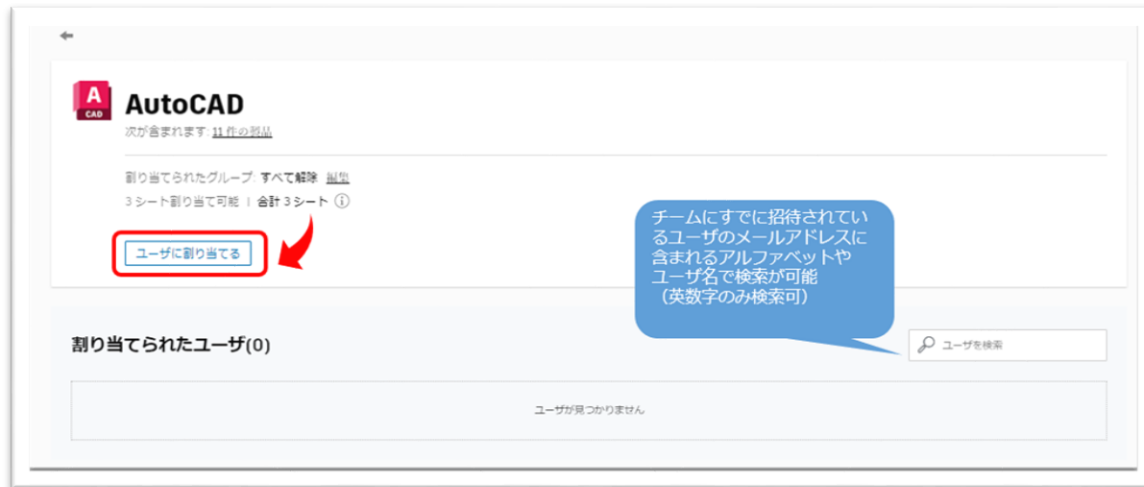 A
CAD
AutoCAD
次が含まれます: 11 件の製品
割り当てられたグループ: すべて解除 編集
3 シート割り当て可能 | 合計 3 シート
ユーザに割り当てる
チームにすでに招待されてい
るユーザのメールアドレスに
含まれるアルファベットや
ユーザ名で検索が可能
（英数字のみ検索可）
割り当てられたユーザ(0)
ユーザを検索
ユーザが見つかりません